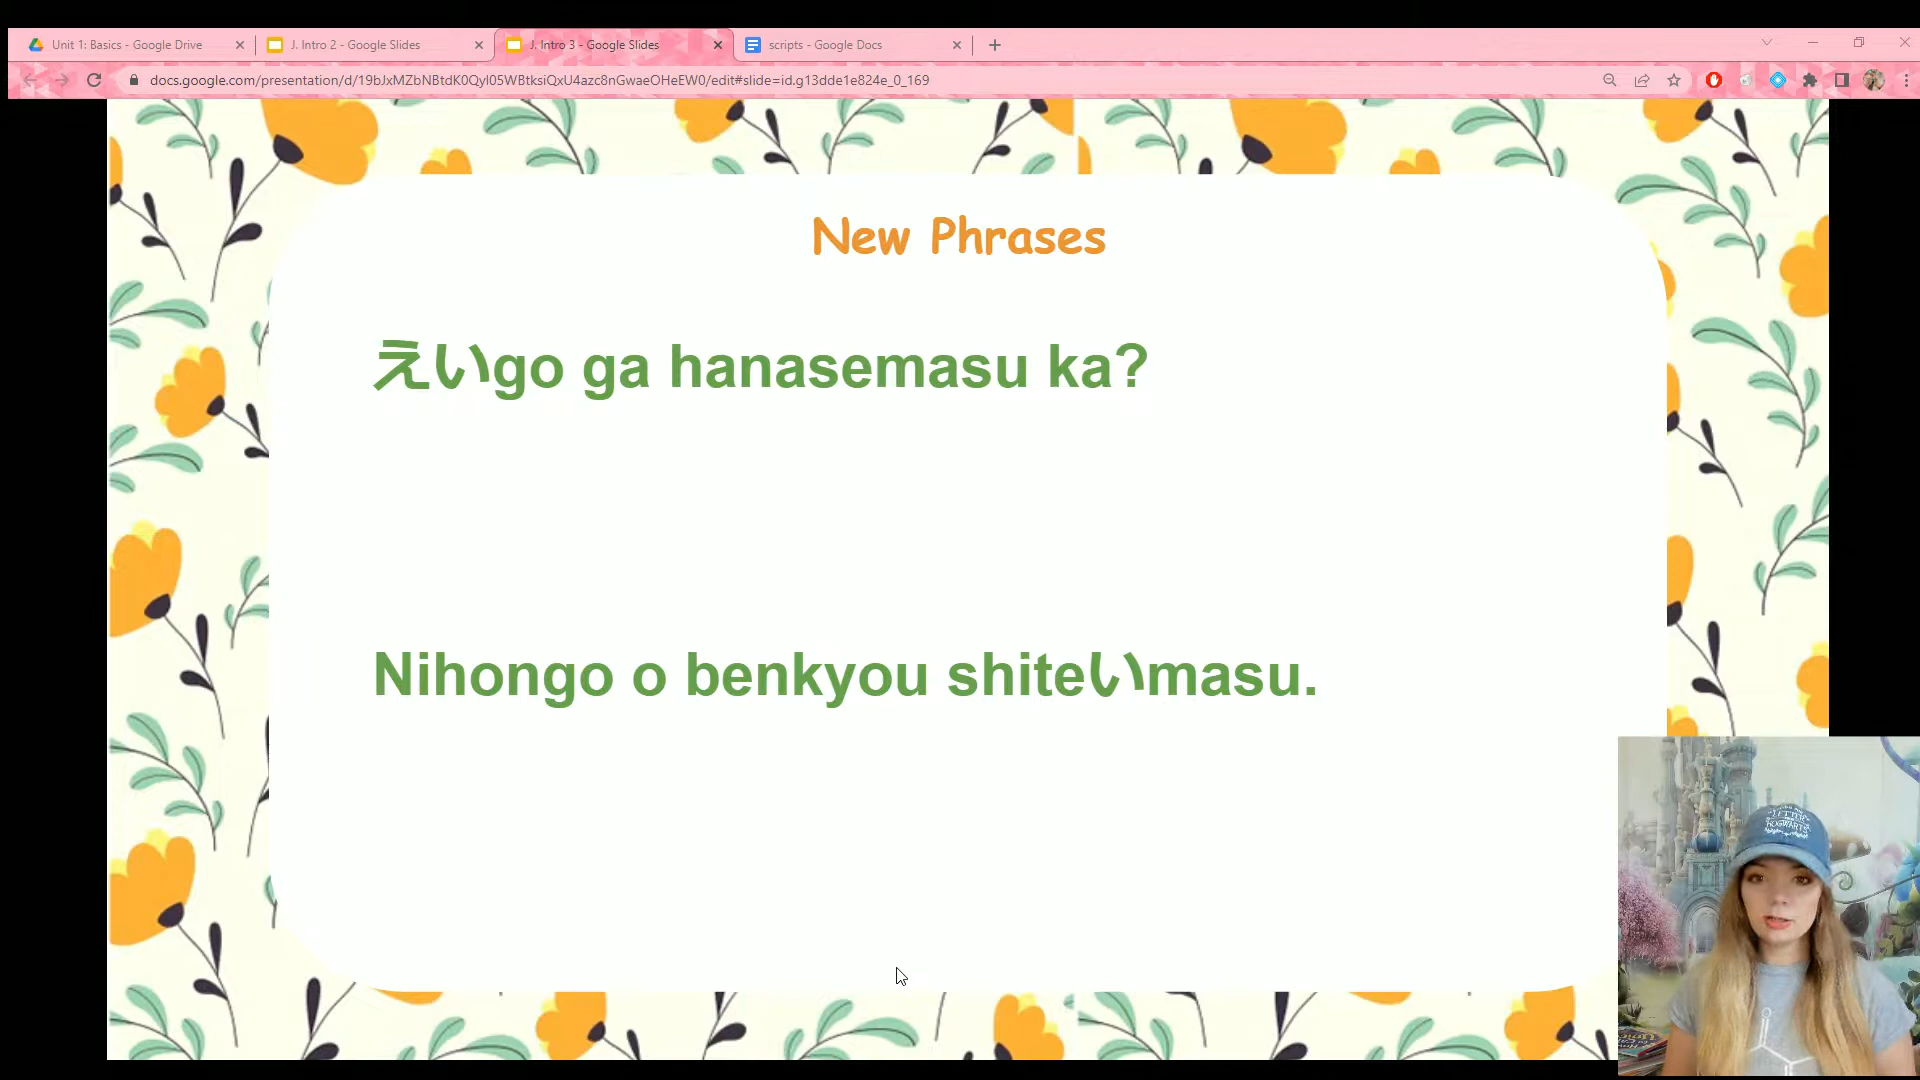 Unit 1: Basics - Google Drive
J. Intro 2 - Google Slides
J. Intro 3 - Google Slides
scripts - Google Docs
docs.google.com/presentation/d/19bJxMZbNBtdK0Qyl05WBtksiQxU4azc8nGwaeOHeEW0/edit#slide=id.g13dde1e824e_0_169
New Phrases
えいgo ga hanasemasu ka?
Nihongo o benkyou shiteいmasu.
HOGWARTS